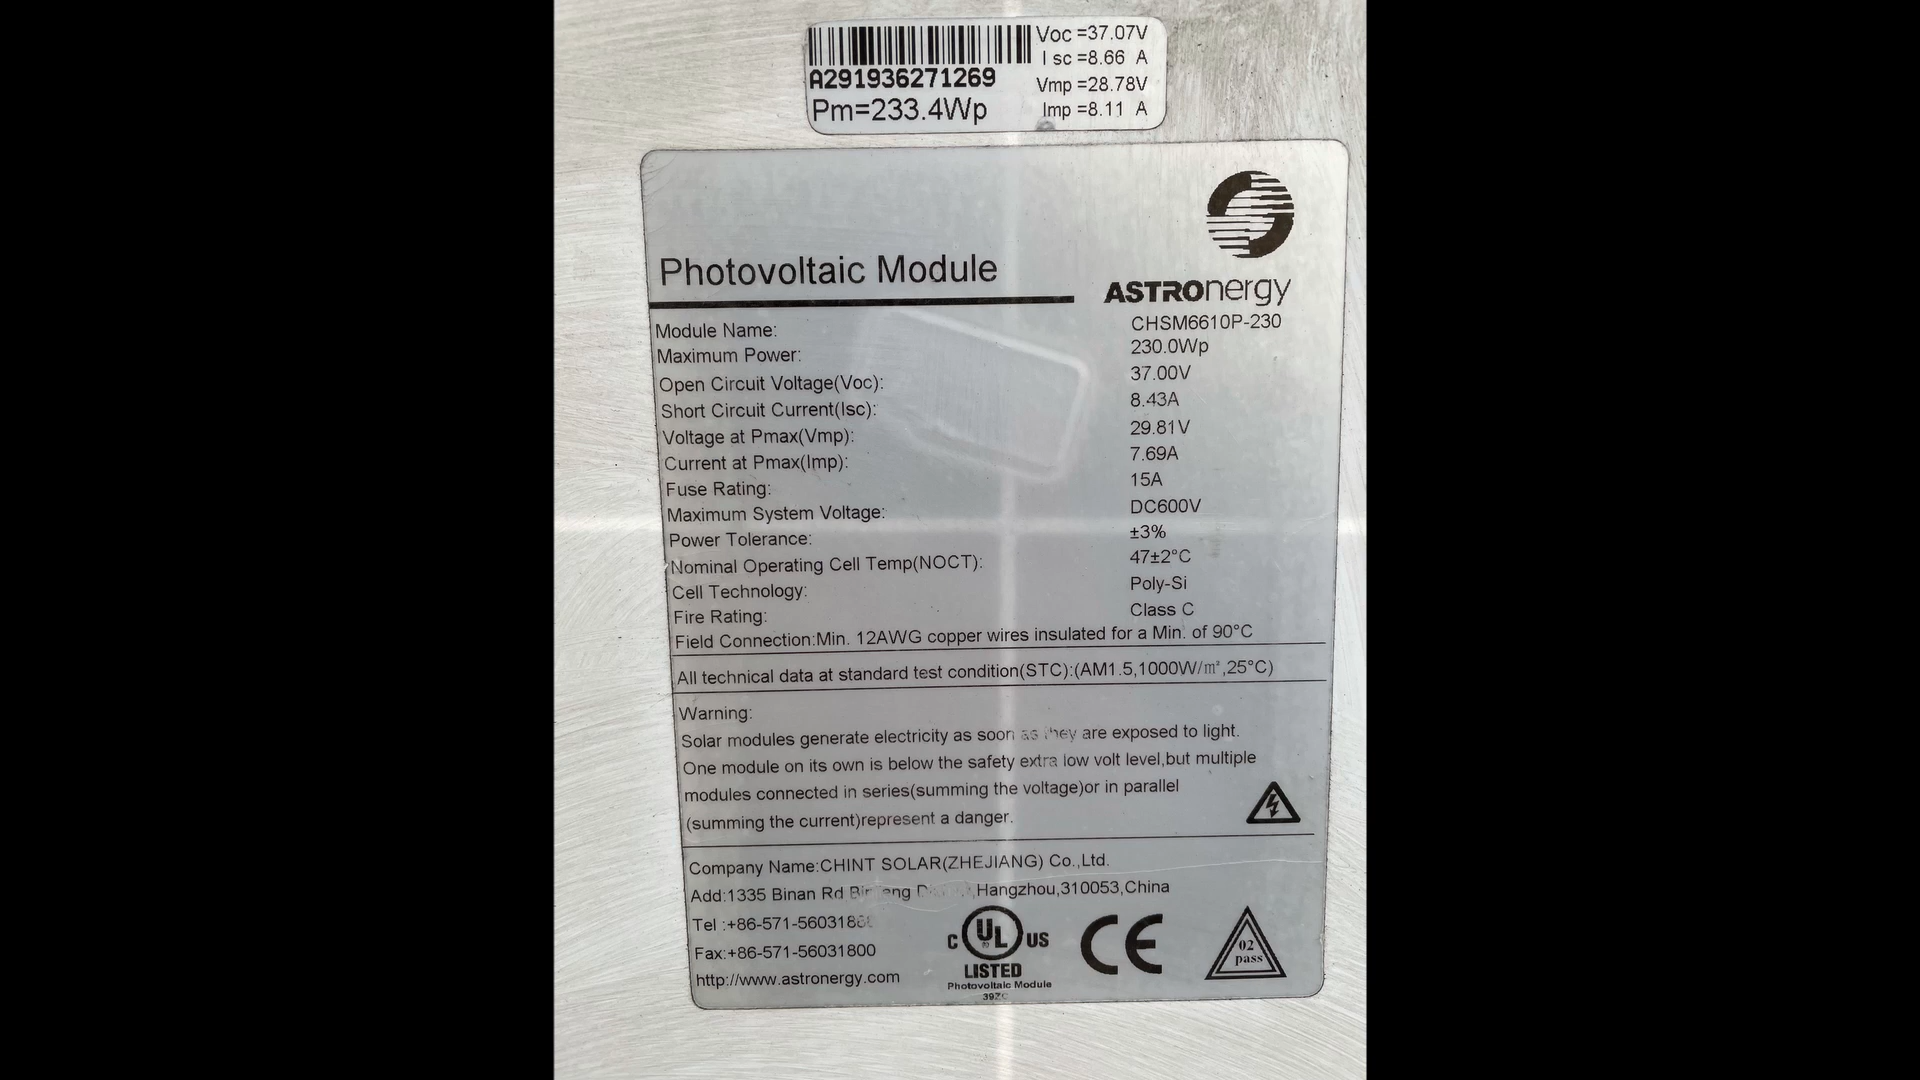 Voc =37.07V
I sc =8.66 A
A291936271269
Vmp =28.78V
Pm=233.4Wp
Imp =8.11 A
Photovoltaic Module
ASTROnergy
Module Name: CHSM6610P-230
Maximum Power: 230.0Wp
Open Circuit Voltage(Voc): 37.00V
Short Circuit Current(Isc): 8.43A
Voltage at Pmax(Vmp): 29.81V
Current at Pmax(Imp): 7.69A
Fuse Rating: 15A
Maximum System Voltage: DC600V
Power Tolerance: ±3%
Nominal Operating Cell Temp(NOCT): 47±2°C
Cell Technology: Poly-Si
Fire Rating: Class C
Field Connection:Min. 12AWG copper wires insulated for a Min. of 90°C
All technical data at standard test condition(STC):(AM1.5,1000W/m²,25°C)
Warning:
Solar modules generate electricity as soon as they are exposed to light.
One module on its own is below the safety extra low volt level,but multiple
modules connected in series(summing the voltage)or in parallel
(summing the current)represent a danger.
Company Name:CHINT SOLAR(ZHEJIANG) Co.,Ltd.
Add:1335 Binan Rd Hangzhou,310053,China
Tel :
Fax:+86-571-56031800
http://www.astronergy.com
C UL US
LISTED
Photovoltaic Module
CE
02
pass